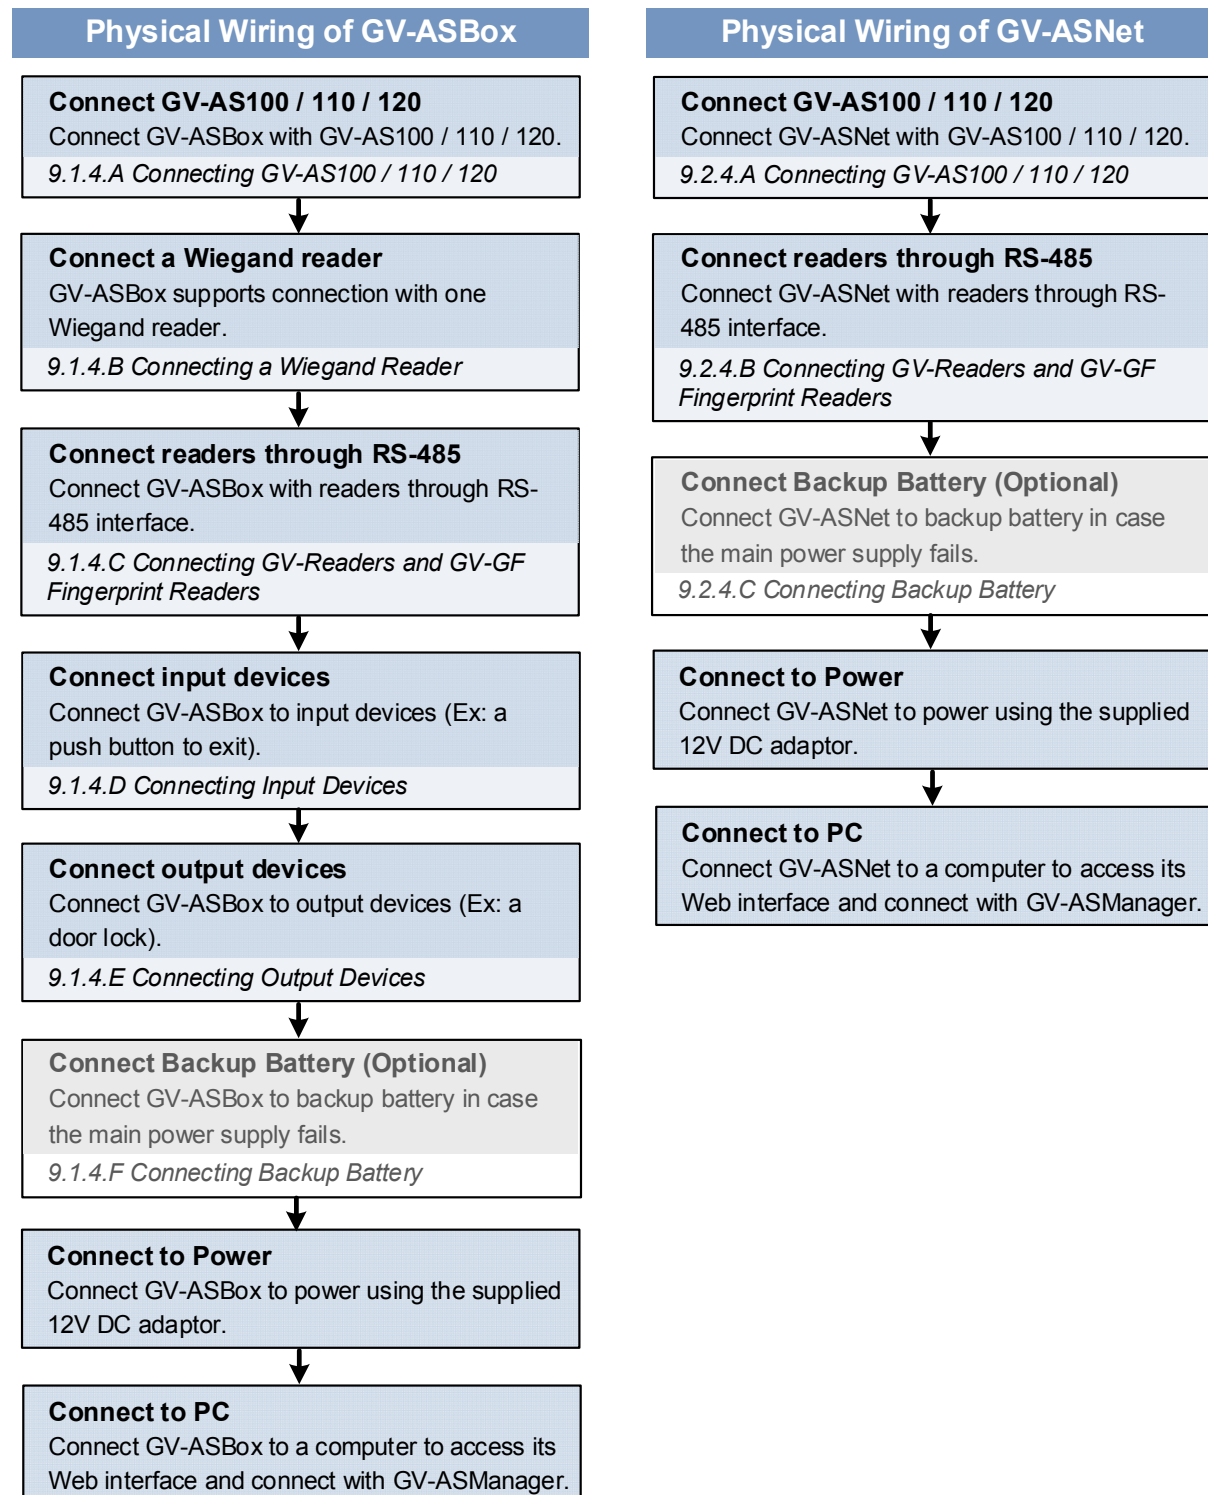 Physical Wiring of GV-ASBox
Connect GV-AS100 / 110 / 120
Connect GV-ASBox with GV-AS100 / 110 / 120.
9.1.4.A Connecting GV-AS100 / 110 / 120
Connect a Wiegand reader
GV-ASBox supports connection with one
Wiegand reader.
9.1.4.B Connecting a Wiegand Reader
Connect readers through RS-485
Connect GV-ASBox with readers through RS-
485 interface.
9.1.4.C Connecting GV-Readers and GV-GF
Fingerprint Readers
Connect input devices
Connect GV-ASBox to input devices (Ex: a
push button to exit).
9.1.4.D Connecting Input Devices
Connect output devices
Connect GV-ASBox to output devices (Ex: a
door lock).
9.1.4.E Connecting Output Devices
Connect Backup Battery (Optional)
Connect GV-ASBox to backup battery in case
the main power supply fails.
9.1.4.F Connecting Backup Battery
Connect to Power
Connect GV-ASBox to power using the supplied
12V DC adaptor.
Connect to PC
Connect GV-ASBox to a computer to access its
Web interface and connect with GV-ASManager.
Physical Wiring of GV-ASNet
Connect GV-AS100 / 110 / 120
Connect GV-ASNet with GV-AS100 / 110 / 120.
9.2.4.A Connecting GV-AS100 / 110 / 120
Connect readers through RS-485
Connect GV-ASNet with readers through RS-
485 interface.
9.2.4.B Connecting GV-Readers and GV-GF
Fingerprint Readers
Connect Backup Battery (Optional)
Connect GV-ASNet to backup battery in case
the main power supply fails.
9.2.4.C Connecting Backup Battery
Connect to Power
Connect GV-ASNet to power using the supplied
12V DC adaptor.
Connect to PC
Connect GV-ASNet to a computer to access its
Web interface and connect with GV-ASManager.